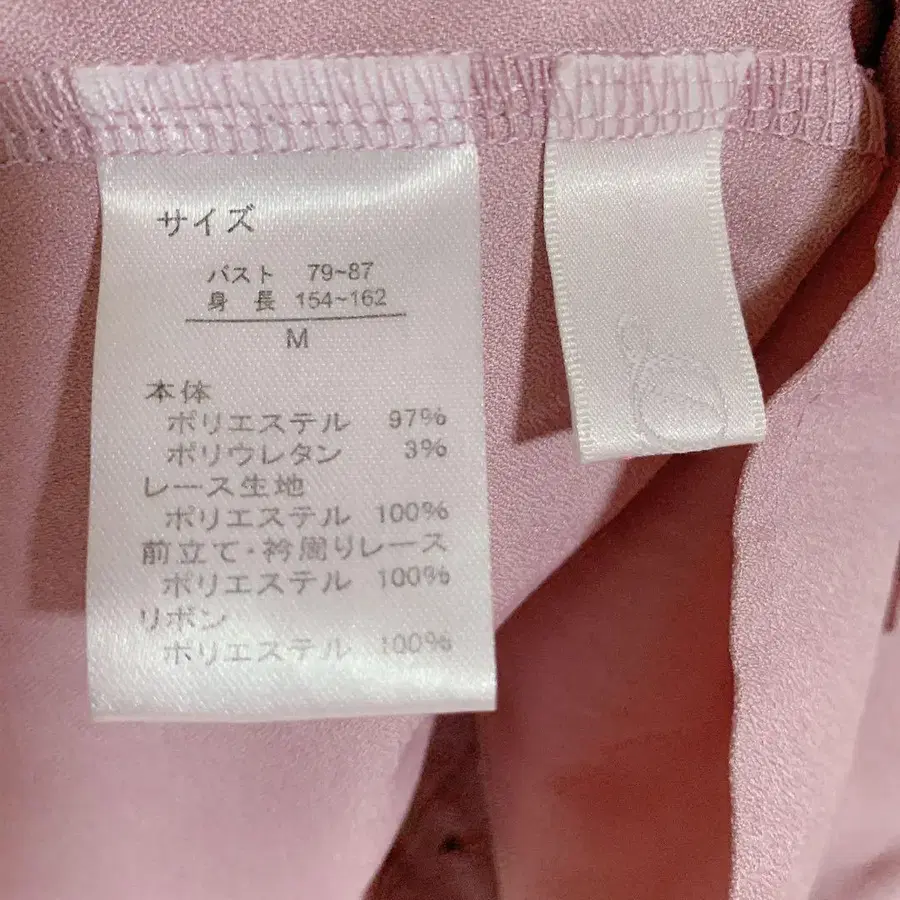 サイズ
バスト 79~87
身長 154~162
M
本体
ポリエステル 97%
ポリウレタン 3%
レース生地
ポリエステル 100%
前立て・衿周りレース
ポリエステル 100%
リボン
ポリエステル 100%